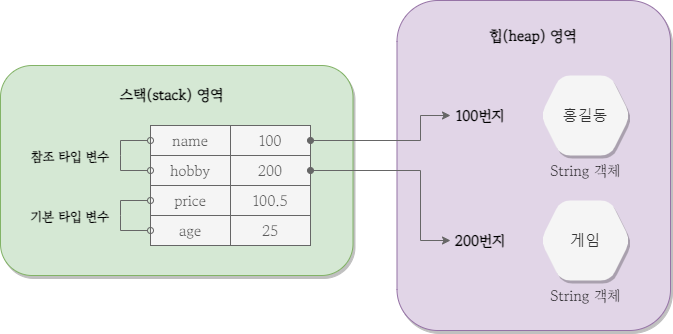 힙(heap) 영역
스택(stack) 영역
참조 타입 변수
기본 타입 변수
name 100
hobby 200
price 100.5
age 25
100번지
홍길동
String 객체
200번지
게임
String 객체